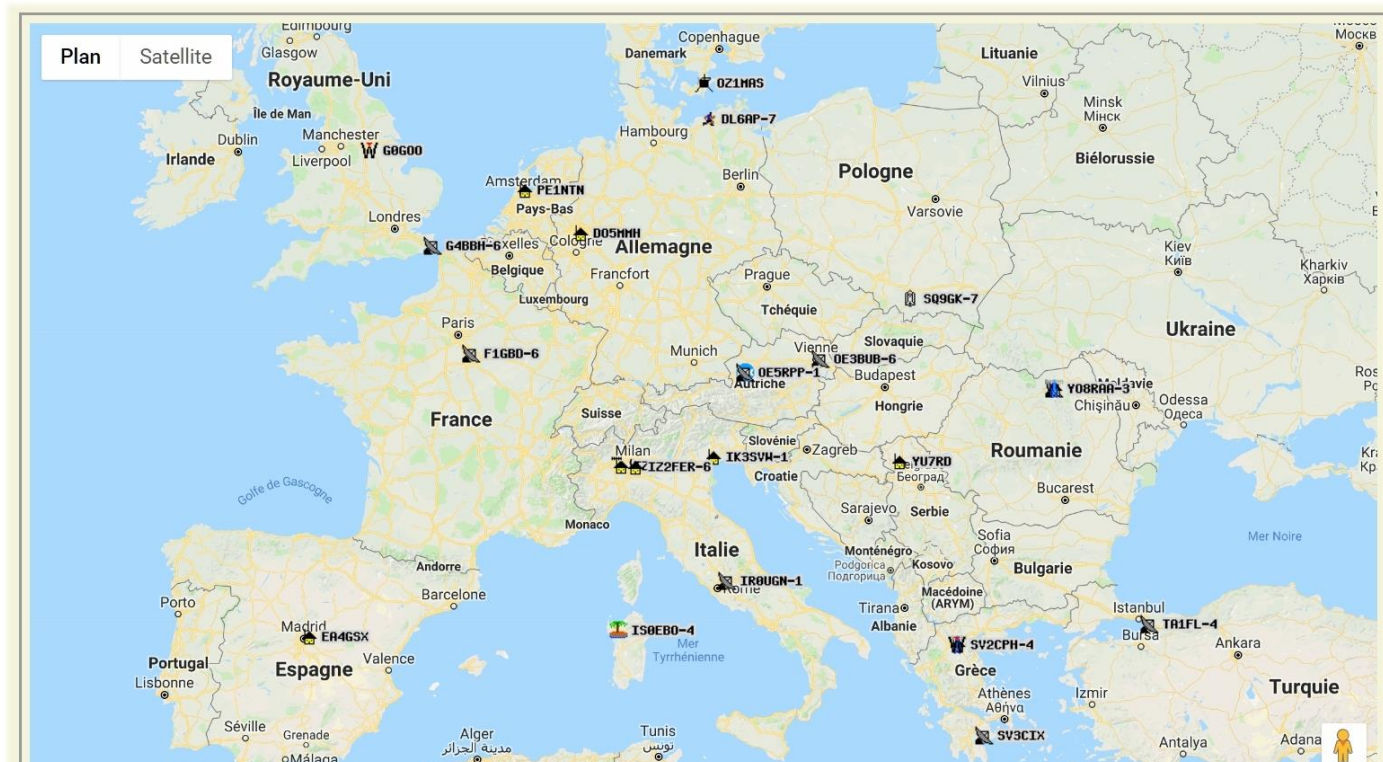 Edimbourg
Glasgow
Plan
Satellite
Royaume-Uni
Île de Man
Dublin
Manchester
Irlande
Liverpool
G0GOO
Londres
G4BBH-6
Copenhague
Danemark
OZ1MAS
DL6AP-7
Hambourg
Lituanie
Vilnius
Minsk
Мінск
Biélorussie
Москв
Amsterdam
PE1NTN
Pays-Bas
Berlin
Pologne
Varsovie
DO5MMH
Cologne
Allemagne
Belgique
Francfort
Luxembourg
Prague
Tchéquie
SQ9GK-7
Kiev
Київ
Kharkiv
Харків
Ukraine
Paris
F1GBD-6
Munich
Vienne
OE3BUB-6
Slovaquie
OE5RPP-1
Autriche
Budapest
Hongrie
YO8RAA-3
Chișinău
Odessa
Одеса
France
Suisse
Milan
IZ2FER-6
IK3SVW-1
Slovénie
Zagreb
Croatie
YU7RD
Београд
Roumanie
Bucarest
Golfe de Gascogne
Monaco
Italie
Sarajevo
Serbie
Monténégro
Podgorica
Подгорица
Kosovo
Sofia
София
Bulgarie
Mer Noire
Andorre
Barcelone
IR0UGN-1
Rome
Tirana
Albanie
Macédoine
(ARYM)
Istanbul
TA1FL-4
Bursa
Ankara
Porto
Madrid
EA4GSX
IS0EBO-4
Mer
Tyrrhénienne
SV2CPH-4
Grèce
Portugal
Lisbonne
Espagne
Valence
Athènes
Αθήνα
Izmir
Turquie
Séville
Grenade
Málaga
Alger
مدينة الجزائر
Tunis
تونس
SV3CIX
Antalya
Adana